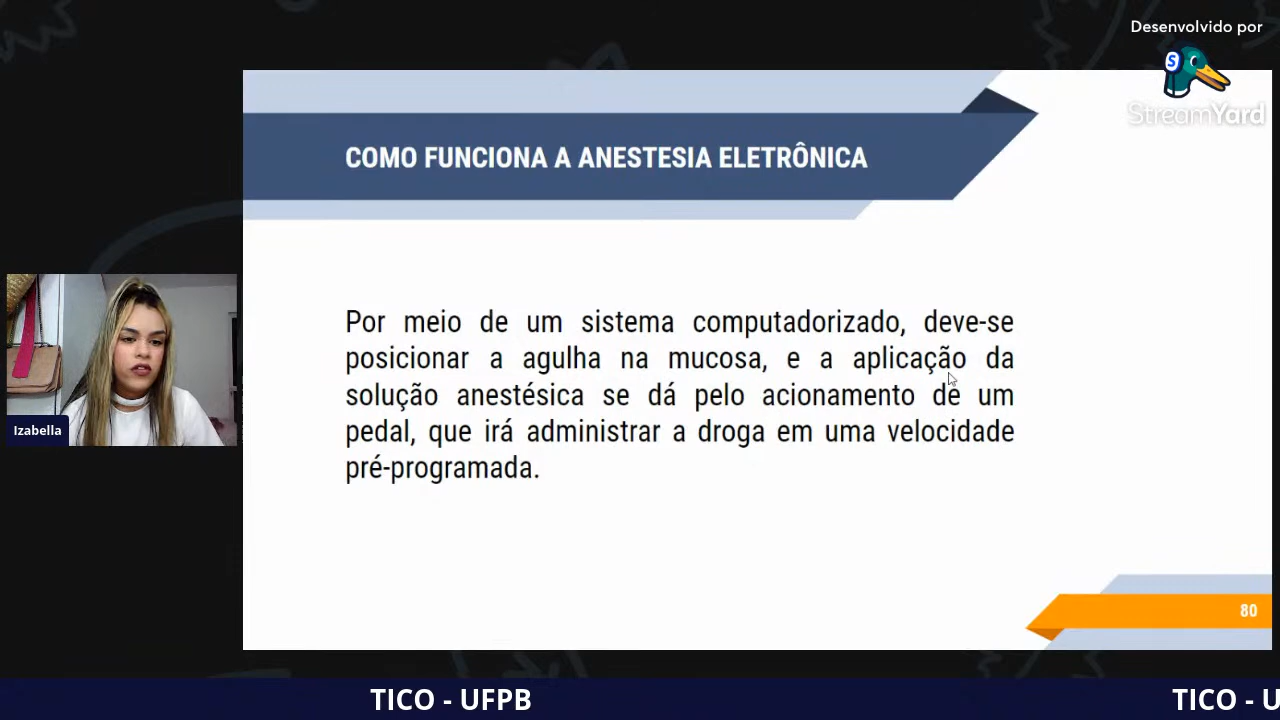 Desenvolvido por
S
StreamYard
COMO FUNCIONA A ANESTESIA ELETRÔNICA
Por meio de um sistema computadorizado, deve-se
posicionar a agulha na mucosa, e a aplicação da
solução anestésica se dá pelo acionamento de um
pedal, que irá administrar a droga em uma velocidade
pré-programada.
Izabella
80
TICO - UFPB
TICO - U